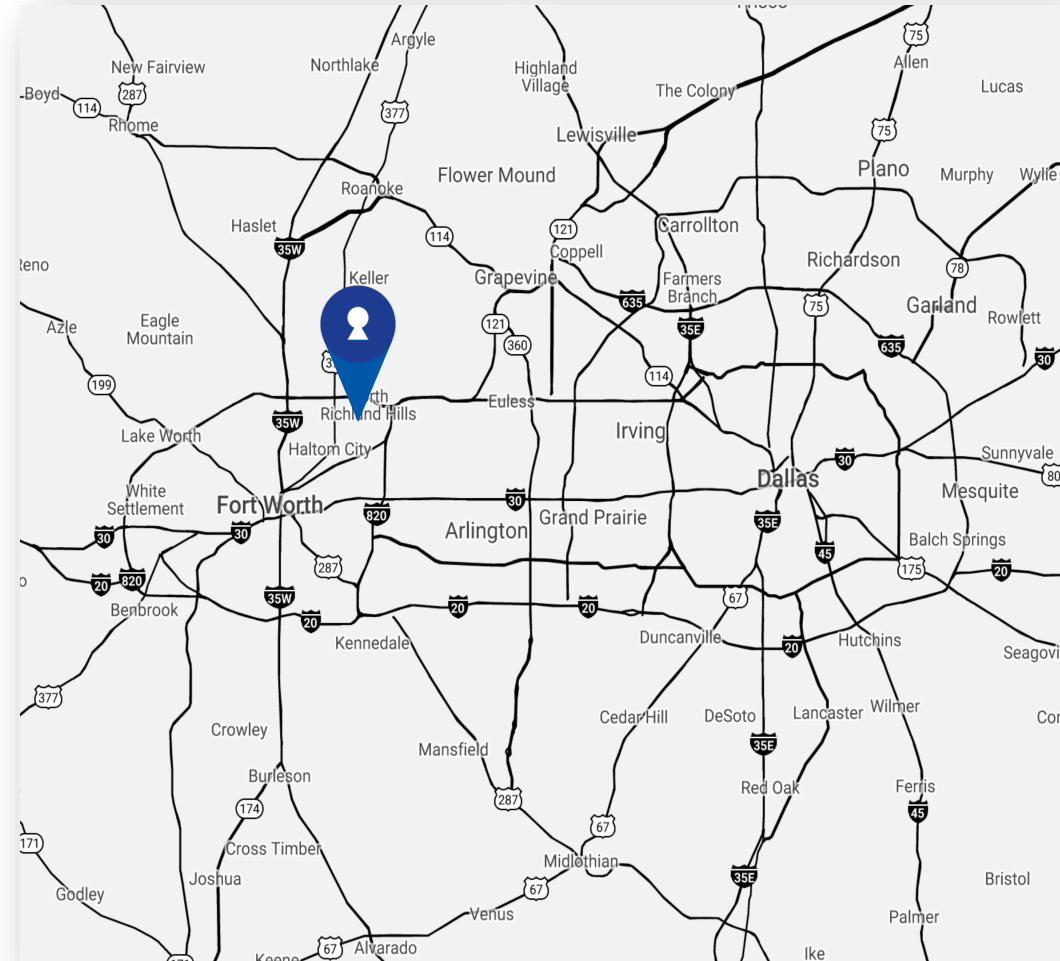 Argyle
75
New Fairview
Northlake
Highland
Village
Allen
Boyd
287
The Colony
Lucas
114
377
Rhome
Lewisville
75
Flower Mound
Plano
Murphy
Wylie
Roanoke
Haslet
121
Carrollton
35W
114
Coppell
Richardson
78
Keller
Grapevine
Farmers
Branch
635
75
Garland
Rowlett
Azle
Eagle
Mountain
121
35E
360
635
30
199
114
Euless
Richland Hills
35W
Lake Worth
Haltom City
Irving
30
Sunnyvale
80
White
Settlement
Fort Worth
30
Dallas
Mesquite
820
Arlington
Grand Prairie
35E
30
30
45
Balch Springs
287
175
20
20
820
35W
67
Benbrook
20
20
20
Kennedale
Duncanville
20
Hutchins
377
Crowley
Cedar Hill
DeSoto
Lancaster
Wilmer
Mansfield
35E
Burleson
Red Oak
Ferris
174
287
45
67
171
Cross Timber
Midlothian
Joshua
35E
Godley
67
Bristol
Venus
Palmer
67
Alvarado
Ike
Keene